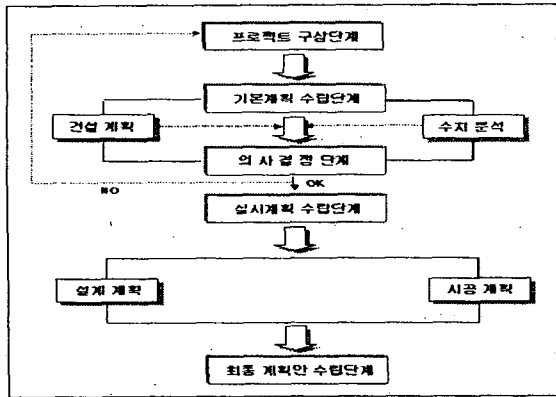 프로젝트 구상단계
기본계획 수립단계
건설 계획
수지 분석
의 사 결 정 단계
NO
OK
실시계획 수립단계
설계 계획
시공 계획
최종 계획안 수립단계